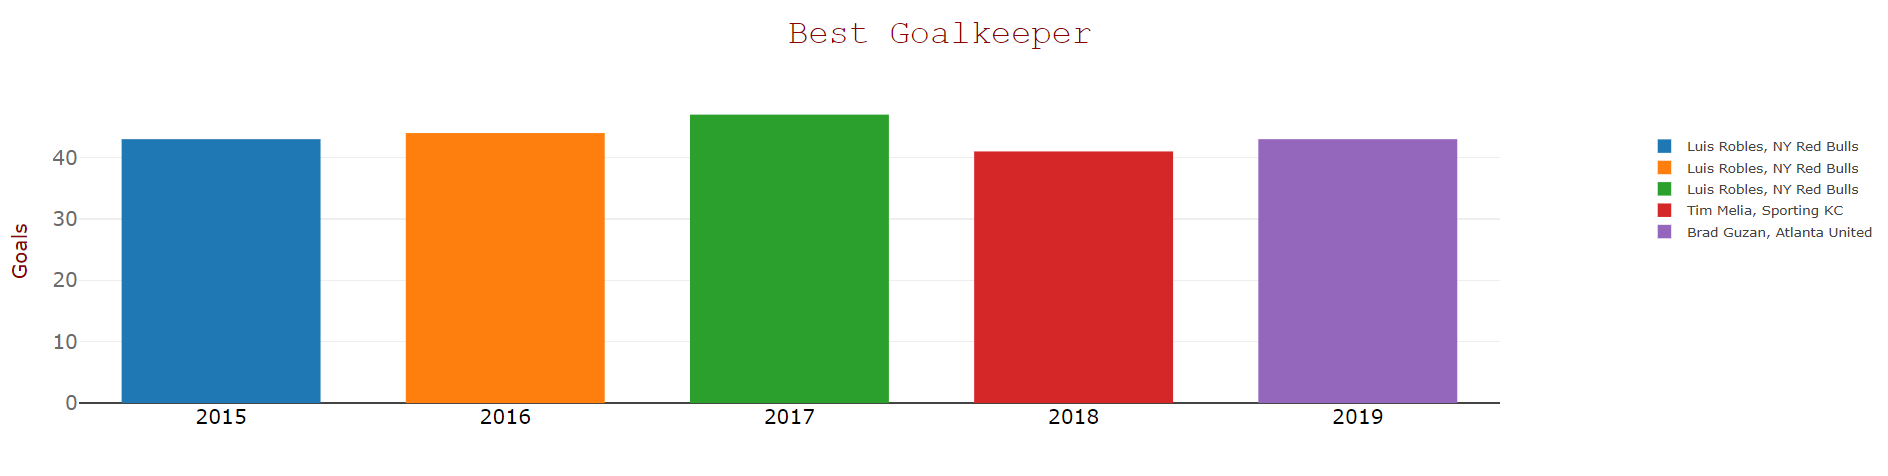 Best Goalkeeper
Goals
40
30
20
10
0
2015 2016 2017 2018 2019
Luis Robles, NY Red Bulls
Luis Robles, NY Red Bulls
Luis Robles, NY Red Bulls
Tim Melia, Sporting KC
Brad Guzan, Atlanta United